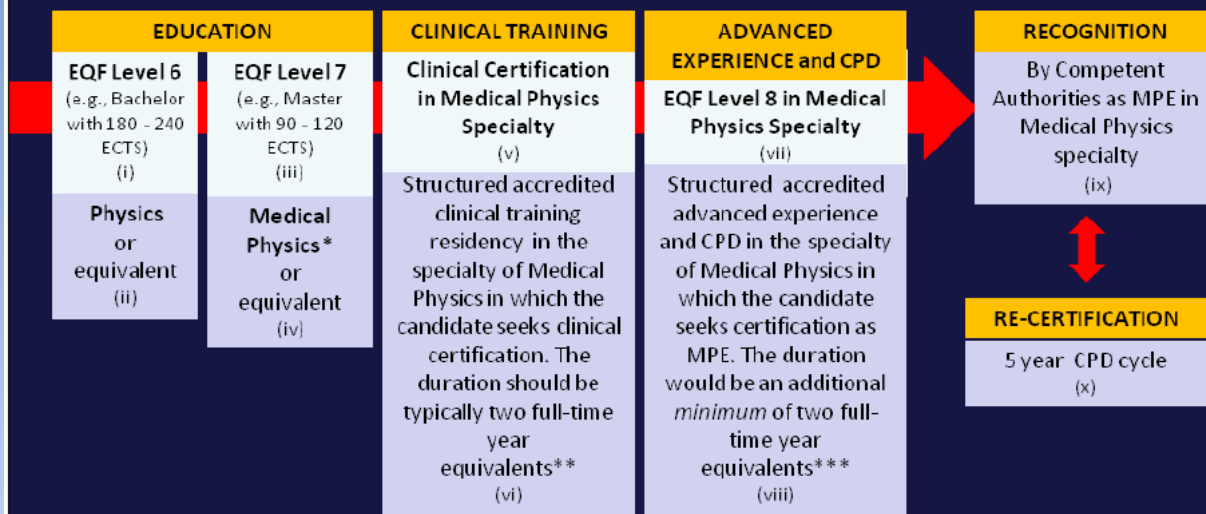 EDUCATION
EQF Level 6
(e.g., Bachelor
with 180 - 240
ECTS)
(i)
Physics
or
equivalent
(ii)
EQF Level 7
(e.g., Master
with 90 - 120
ECTS)
(iii)
Medical
Physics*
or
equivalent
(iv)
CLINICAL TRAINING
Clinical Certification
in Medical Physics
Specialty
(v)
Structured accredited
clinical training
residency in the
specialty of Medical
Physics in which the
candidate seeks clinical
certification. The
duration should be
typically two full-time
year
equivalents**
(vi)
ADVANCED
EXPERIENCE and CPD
EQF Level 8 in Medical
Physics Specialty
(vii)
Structured accredited
advanced experience
and CPD in the specialty
of Medical Physics in
which the candidate
seeks certification as
MPE. The duration
would be an additional
minimum of two full-
time year
equivalents***
(viii)
RECOGNITION
By Competent
Authorities as MPE in
Medical Physics
specialty
(ix)
RE-CERTIFICATION
5 year CPD cycle
(x)